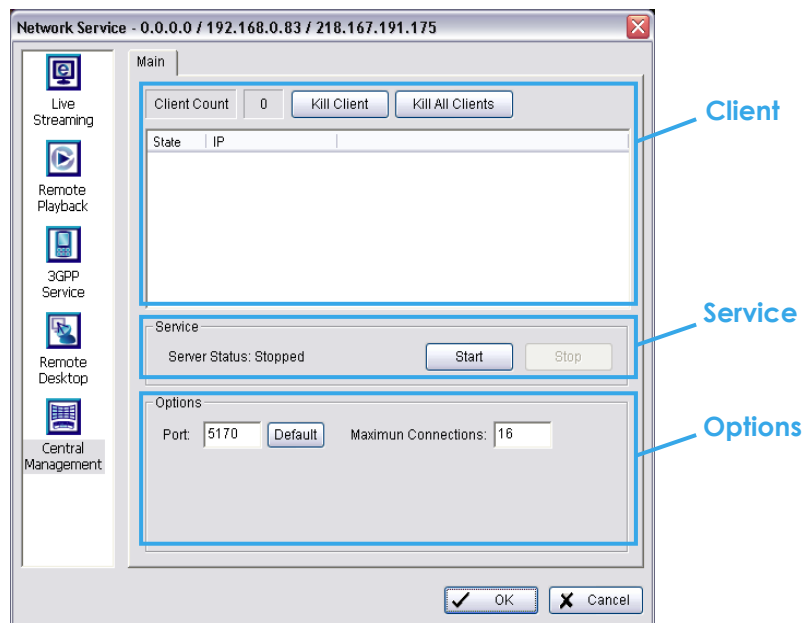 Network Service - 0.0.0.0 / 192.168.0.83 / 218.167.191.175
Live
Streaming
Remote
Playback
3GPP
Service
Remote
Desktop
Central
Management
Main
Client Count 0 Kill Client Kill All Clients
State IP
Service
Server Status: Stopped Start Stop
Options
Port: 5170 Default Maximun Connections: 16
OK Cancel
Client
Service
Options